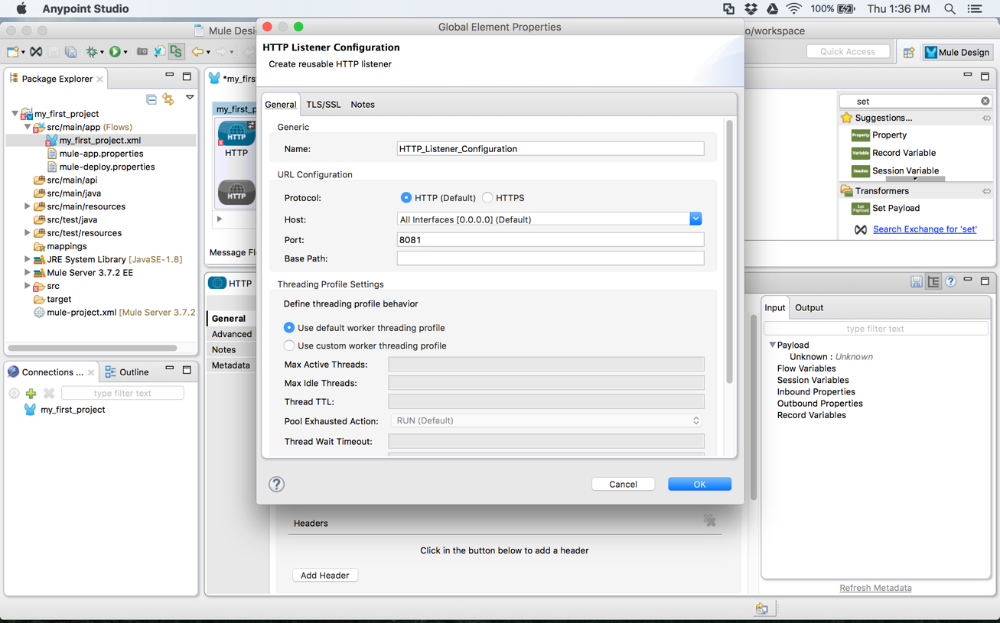 Anypoint Studio
100%
Thu 1:36 PM
Mule Desi
Global Element Properties
o/workspace
Quick Access
Mule Design
DS
HTTP Listener Configuration
Create reusable HTTP listener
Package Explorer
my_first_project
src/main/app (Flows)
my_first_project.xml
mule-app.properties
mule-deploy.properties
src/main/api
src/main/java
src/main/resources
src/test/java
src/test/resources
mappings
JRE System Library [JavaSE-1.8]
Mule Server 3.7.2 EE
src
target
mule-project.xml [Mule Server 3.7.2
Connections ...
Outline
type filter text
my_first_project
*my_firs
my_first_p
HTTP
HTTP
HTTP
Message Fl
HTTP
General
Advanced
Notes
Metadata
General
TLS/SSL
Notes
Generic
Name:
HTTP_Listener_Configuration
URL Configuration
Protocol:
HTTP (Default)
HTTPS
Host:
All Interfaces [0.0.0.0] (Default)
Port:
8081
Base Path:
Threading Profile Settings
Define threading profile behavior
Use default worker threading profile
Use custom worker threading profile
Max Active Threads:
Max Idle Threads:
Thread TTL:
Pool Exhausted Action:
RUN (Default)
Thread Wait Timeout:
?
Cancel
OK
Headers
Click in the button below to add a header
Add Header
set
Suggestions...
Property
Property
Variable
Record Variable
Session
Session Variable
Transformers
Set Payload
Set Payload
Search Exchange for 'set'
?
Input
Output
type filter text
Payload
Unknown : Unknown
Flow Variables
Session Variables
Inbound Properties
Outbound Properties
Record Variables
Refresh Metadata